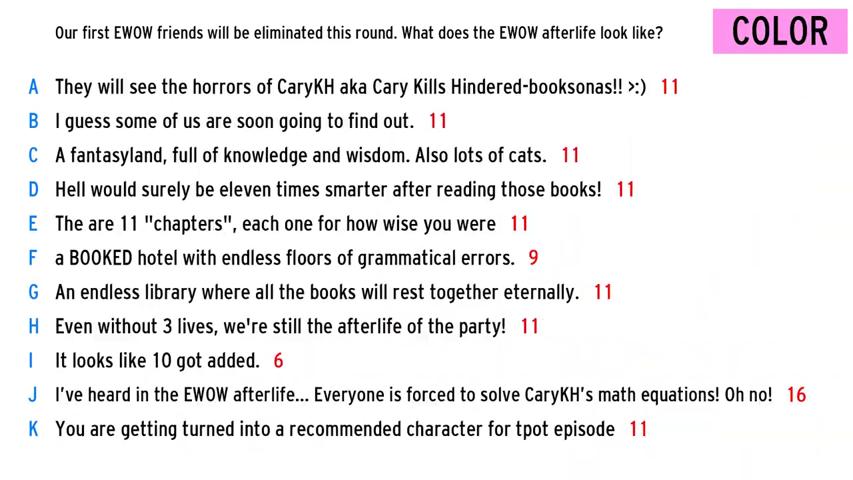 Our first EWOW friends will be eliminated this round. What does the EWOW afterlife look like?
COLOR
A They will see the horrors of CaryKH aka Cary Kills Hindered-booksonas!! >:) 11
B I guess some of us are soon going to find out. 11
C A fantasyland, full of knowledge and wisdom. Also lots of cats. 11
D Hell would surely be eleven times smarter after reading those books! 11
E The are 11 "chapters", each one for how wise you were 11
F a BOOKED hotel with endless floors of grammatical errors. 9
G An endless library where all the books will rest together eternally. 11
H Even without 3 lives, we're still the afterlife of the party! 11
I It looks like 10 got added. 6
J I've heard in the EWOW afterlife... Everyone is forced to solve CaryKH's math equations! Oh no! 16
K You are getting turned into a recommended character for tpot episode 11